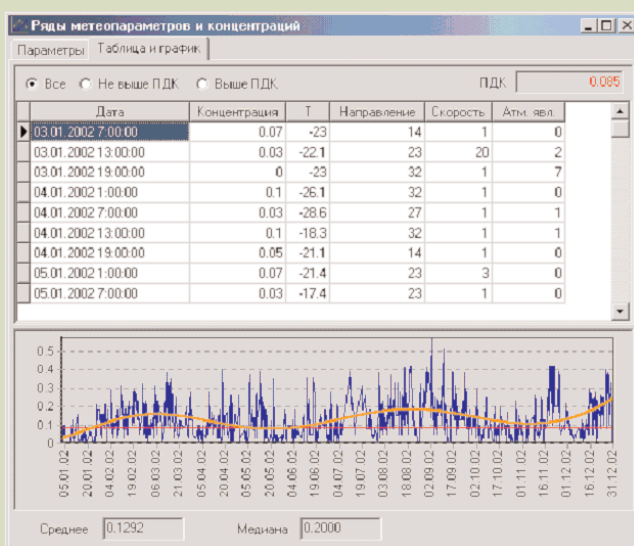 Ряды метеопараметров и концентраций
Параметры Таблица и график
Все Не выше ПДК Выше ПДК ПДК 0.085
Дата Концентрация Т Направление Скорость Атм. явл.
03.01.2002 7:00:00 0.07 -23 14 1 0
03.01.2002 13:00:00 0.03 -22.1 23 20 2
03.01.2002 19:00:00 0 -23 32 1 7
04.01.2002 1:00:00 0.1 -26.1 32 1 0
04.01.2002 7:00:00 0.03 -28.6 27 1 1
04.01.2002 13:00:00 0.1 -18.3 32 1 1
04.01.2002 19:00:00 0.05 -21.1 14 1 0
05.01.2002 1:00:00 0.07 -21.4 23 3 0
05.01.2002 7:00:00 0.03 -17.4 23 1 0
0.5
0.4
0.3
0.2
0.1
0
05.01.02 20.01.02 04.02.02 19.02.02 06.03.02 21.03.02 05.04.02 20.04.02 05.05.02 20.05.02 04.06.02 19.06.02 04.07.02 19.07.02 03.08.02 18.08.02 02.09.02 17.09.02 02.10.02 17.10.02 01.11.02 16.11.02 01.12.02 16.12.02 31.12.02
Среднее 0.1292 Медиана 0.2000